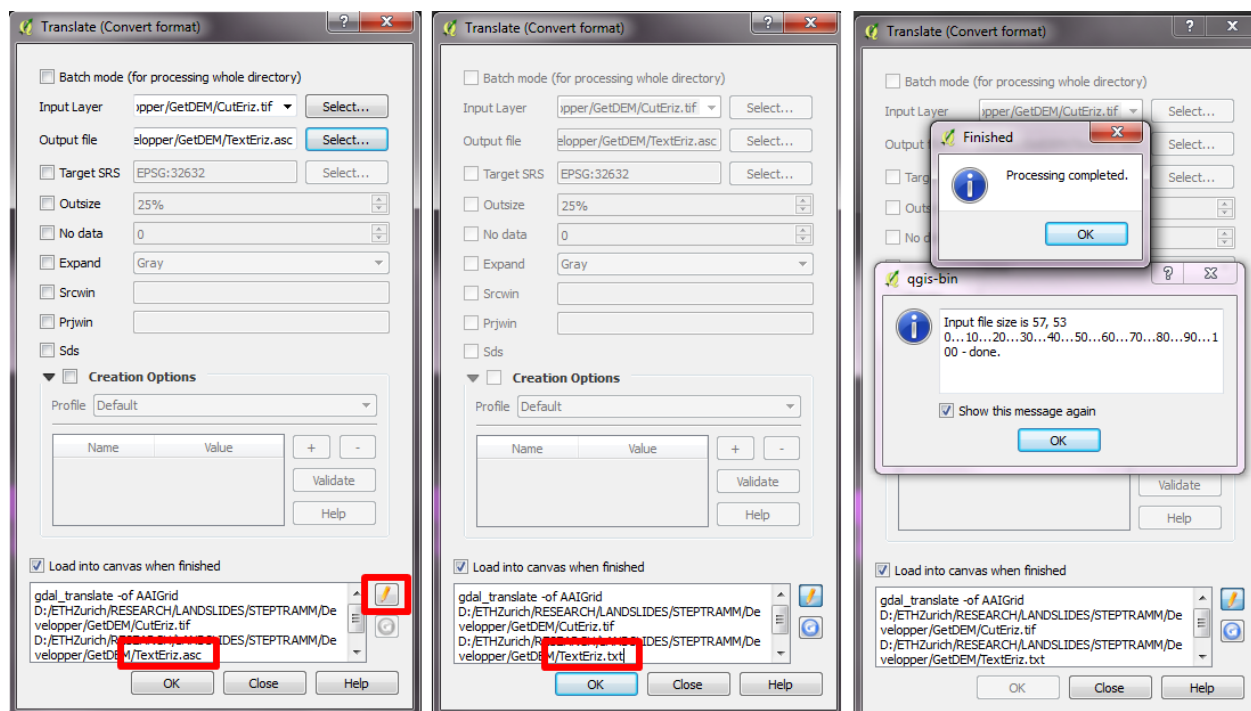 Translate (Convert format)
Batch mode (for processing whole directory)
Input Layer opper/GetDEM/CutEriz.tif Select...
Output file elopper/GetDEM/TextEriz.asc Select...
Target SRS EPSG:32632 Select...
Outsize 25%
No data 0
Expand Gray
Srcwin
Prjwin
Sds
Creation Options
Profile Default
Name Value + -
Validate
Help
Load into canvas when finished
gdal_translate -of AAIGrid
D:/ETHZurich/RESEARCH/LANDSLIDES/STEPTRAMM/De
velopper/GetDEM/CutEriz.tif
D:/ETHZurich/RESEARCH/LANDSLIDES/STEPTRAMM/De
velopper/GetDEM/TextEriz.asc
OK Close Help
Translate (Convert format)
Batch mode (for processing whole directory)
Input Layer opper/GetDEM/CutEriz.tif Select...
Output file elopper/GetDEM/TextEriz.asc Select...
Target SRS EPSG:32632 Select...
Outsize 25%
No data 0
Expand Gray
Srcwin
Prjwin
Sds
Creation Options
Profile Default
Name Value + -
Validate
Help
Load into canvas when finished
gdal_translate -of AAIGrid
D:/ETHZurich/RESEARCH/LANDSLIDES/STEPTRAMM/De
velopper/GetDEM/CutEriz.tif
D:/ETHZurich/RESEARCH/LANDSLIDES/STEPTRAMM/De
velopper/GetDEM/TextEriz.txt
OK Close Help
Translate (Convert format)
Batch mode (for processing whole directory)
Input Layer opper/GetDEM/CutEriz.tif Select...
Output Select...
Targ Select...
Outs
No d
Finished
Processing completed.
OK
qgis-bin
Input file size is 57, 53
0...10...20...30...40...50...60...70...80...90...1
00 - done.
Show this message again
OK
Validate
Help
Load into canvas when finished
gdal_translate -of AAIGrid
D:/ETHZurich/RESEARCH/LANDSLIDES/STEPTRAMM/De
velopper/GetDEM/CutEriz.tif
D:/ETHZurich/RESEARCH/LANDSLIDES/STEPTRAMM/De
velopper/GetDEM/TextEriz.txt
OK Close Help